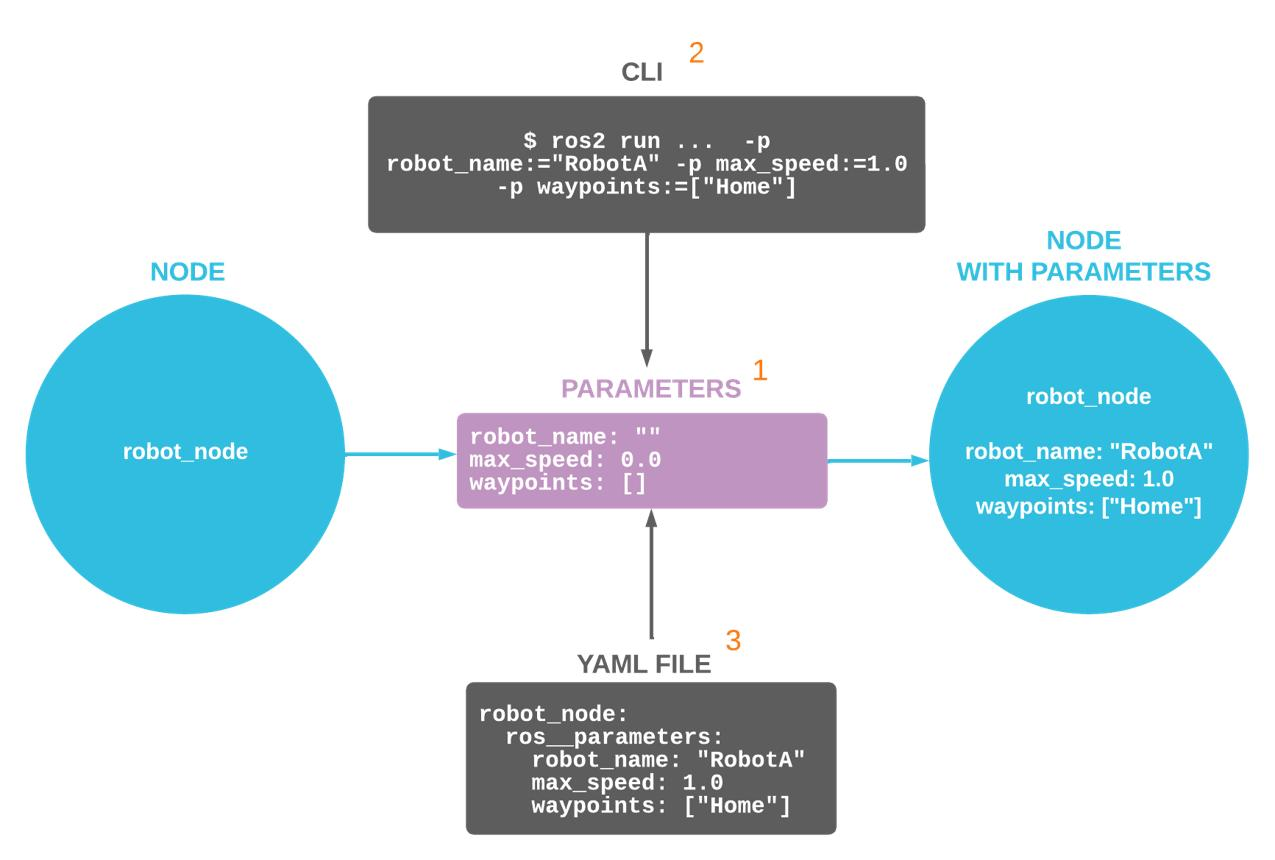 2
CLI
$ ros2 run ...  -p
robot_name:="RobotA" -p max_speed:=1.0
-p waypoints:=["Home"]
NODE
robot_node
PARAMETERS
1
robot_name: ""
max_speed: 0.0
waypoints: []
NODE
WITH PARAMETERS
robot_node
robot_name: "RobotA"
max_speed: 1.0
waypoints: ["Home"]
3
YAML FILE
robot_node:
  ros__parameters:
    robot_name: "RobotA"
    max_speed: 1.0
    waypoints: ["Home"]